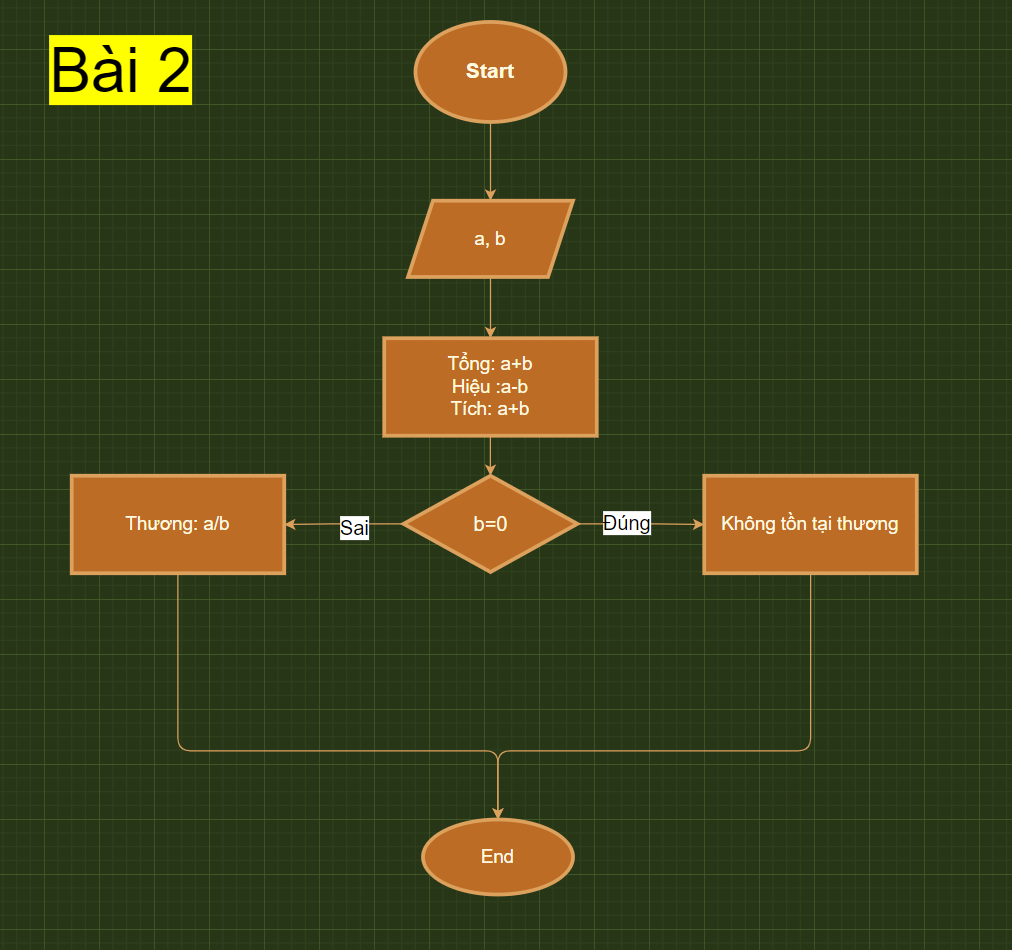 Bài 2
Start
a, b
Tổng: a+b
Hiệu :a-b
Tích: a+b
Thương: a/b
Sai
b=0
Đúng
Không tồn tại thương
End